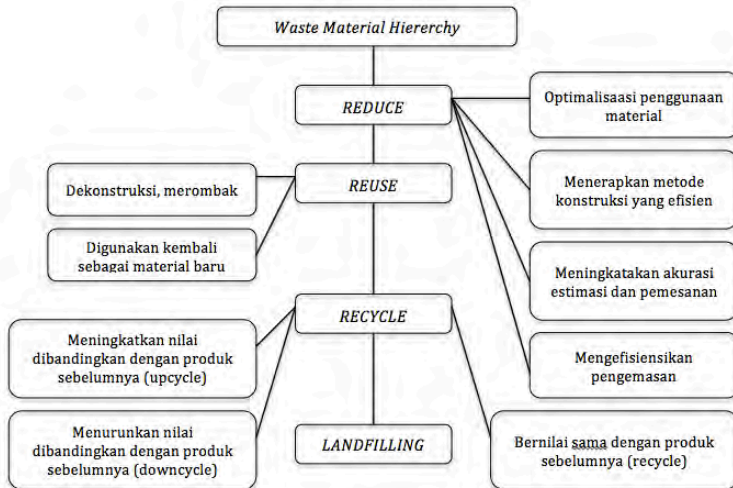 Waste Material Hiererchy
REDUCE
Optimalisaasi penggunaan
material
Menerapkan metode
konstruksi yang efisien
Meningkatakan akurasi
estimasi dan pemesanan
Mengefisiensikan
pengemasan
REUSE
Dekonstruksi, merombak
Digunakan kembali
sebagai material baru
RECYCLE
Meningkatkan nilai
dibandingkan dengan produk
sebelumnya (upcycle)
Menurunkan nilai
dibandingkan dengan produk
sebelumnya (downcycle)
Bernilai sama dengan produk
sebelumnya (recycle)
LANDFILLING